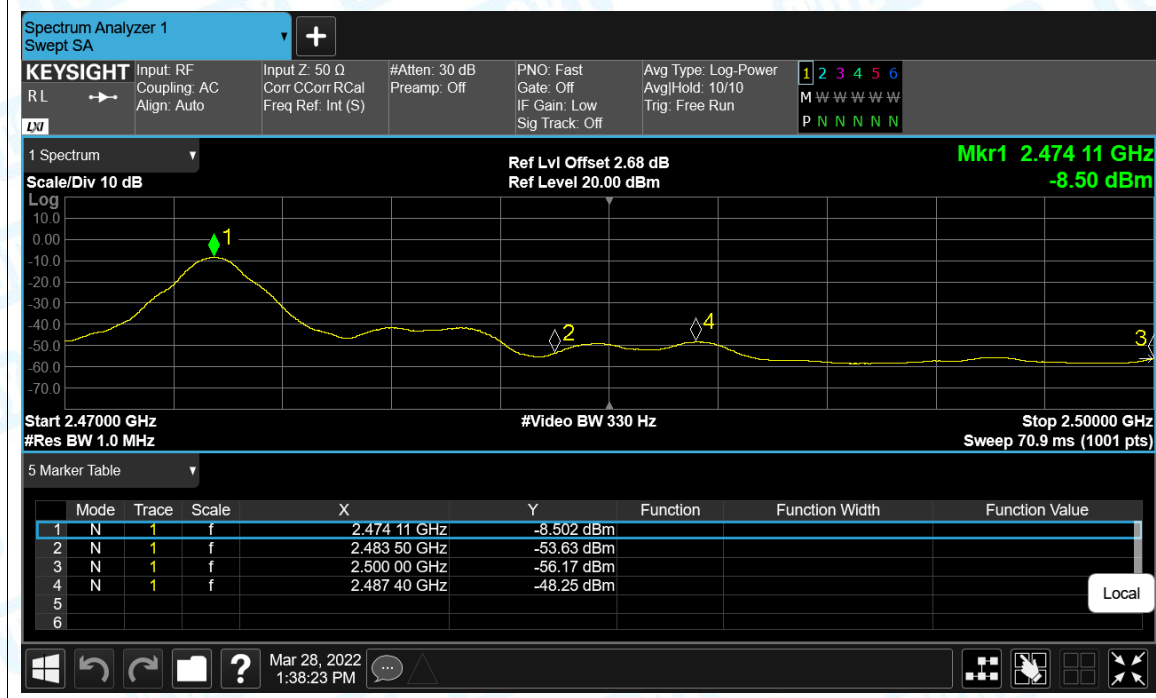 Spectrum Analyzer 1
Swept SA
+
KEYSIGHT
R L
LXI
Input: RF
Coupling: AC
Align: Auto
Input Z: 50 Ω
Corr CCorr RCal
Freq Ref: Int (S)
#Atten: 30 dB
Preamp: Off
PNO: Fast
Gate: Off
IF Gain: Low
Sig Track: Off
Avg Type: Log-Power
Avg|Hold: 10/10
Trig: Free Run
1 2 3 4 5 6
M W W W W W
P N N N N N
1 Spectrum
Scale/Div 10 dB
Ref Lvl Offset 2.68 dB
Ref Level 20.00 dBm
Mkr1 2.474 11 GHz
-8.50 dBm
Log
10.0
0.00
-10.0
-20.0
-30.0
-40.0
-50.0
-60.0
-70.0
1
2
4
3
Start 2.47000 GHz
#Video BW 330 Hz
Stop 2.50000 GHz
#Res BW 1.0 MHz
Sweep 70.9 ms (1001 pts)
5 Marker Table
Mode Trace Scale X Y Function Function Width Function Value
1 N 1 f 2.474 11 GHz -8.502 dBm
2 N 1 f 2.483 50 GHz -53.63 dBm
3 N 1 f 2.500 00 GHz -56.17 dBm
4 N 1 f 2.487 40 GHz -48.25 dBm
5
6
Local
?
Mar 28, 2022
1:38:23 PM